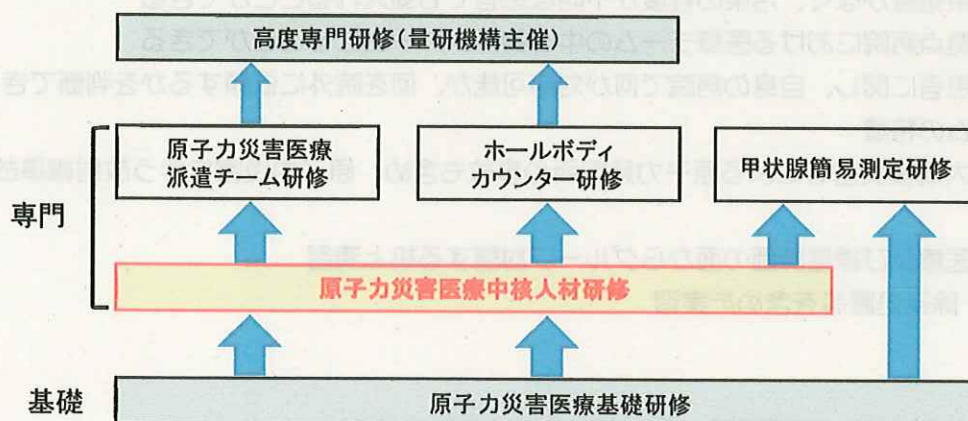 高度専門研修(量研機構主催)
原子力災害医療
派遣チーム研修
ホールボディ
カウンター研修
甲状腺簡易測定研修
専門
原子力災害医療中核人材研修
基礎
原子力災害医療基礎研修